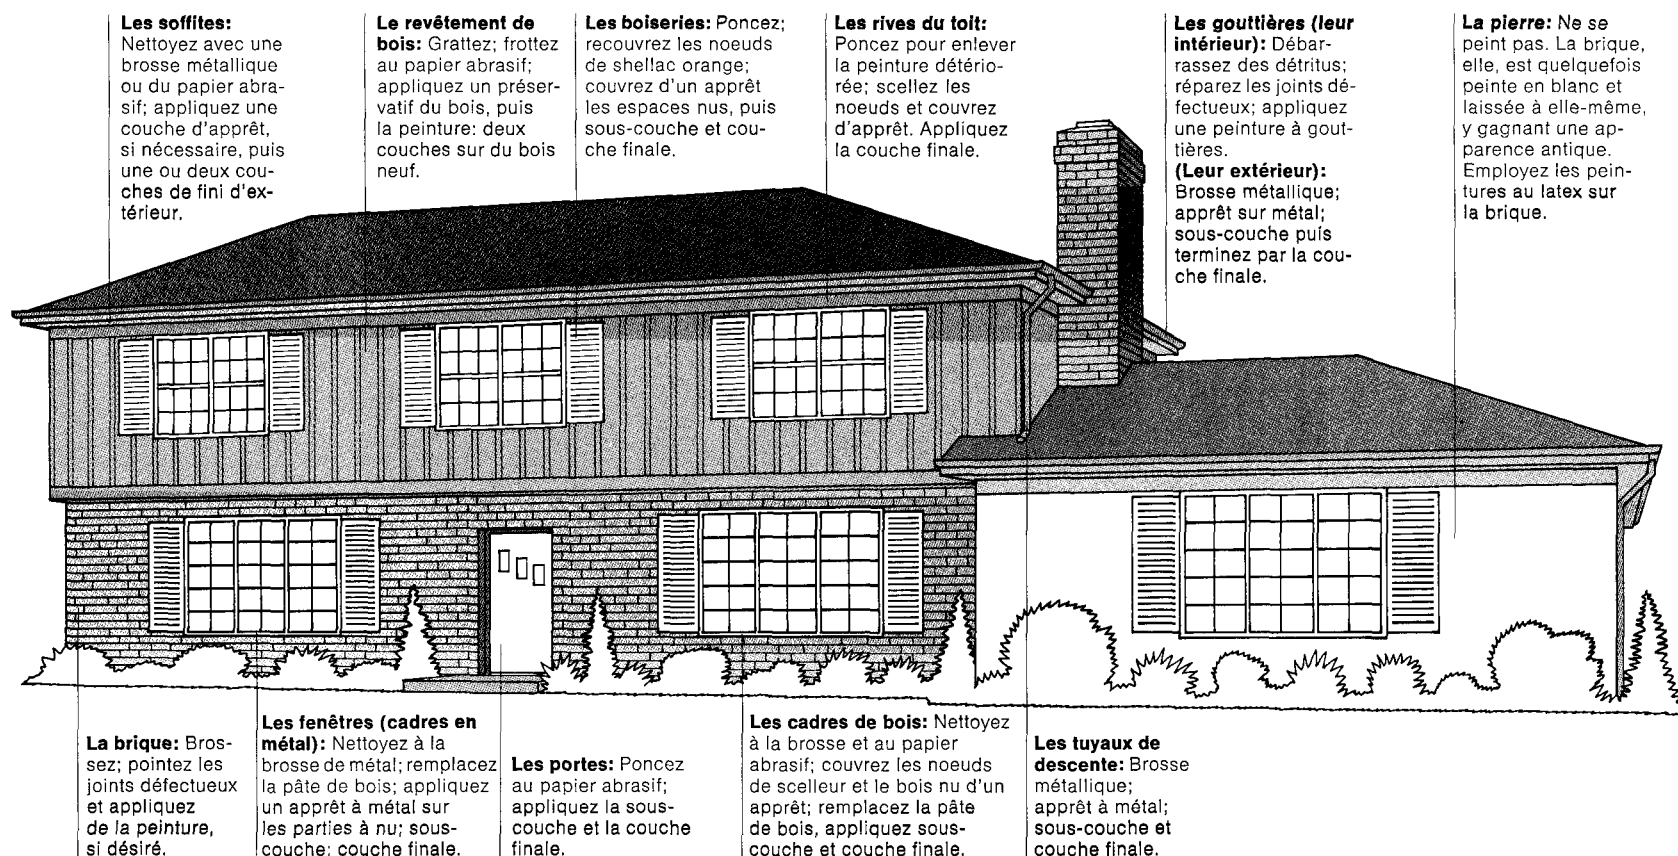 Les soffites:
Nettoyez avec une
brosse métallique
ou du papier abra-
sif; appliquez une
couche d'apprêt,
si nécessaire, puis
une ou deux cou-
ches de fini d'ex-
térieur.
Le revêtement de
bois: Grattez; frottez
au papier abrasif;
appliquez un préser-
vatif du bois, puis
la peinture: deux
couches sur du bois
neuf.
Les boiseries: Poncez;
recouvrez les noeuds
de shellac orange;
couvrez d'un apprêt
les espaces nus, puis
sous-couche et cou-
che finale.
Les rives du toit:
Poncez pour enlever
la peinture détério-
rée; scellez les
noeuds et couvrez
d'apprêt. Appliquez
la couche finale.
Les gouttières (leur
intérieur): Débar-
rassez des détritus;
réparez les joints dé-
fectueux; appliquez
une peinture à gout-
tières.
(Leur extérieur):
Brosse métallique;
apprêt sur métal;
sous-couche puis
terminez par la cou-
che finale.
La pierre: Ne se
peint pas. La brique,
elle, est quelquefois
peinte en blanc et
laissée à elle-même,
y gagnant une ap-
parence antique.
Employez les pein-
tures au latex sur
la brique.
La brique: Bros-
sez; pointez les
joints défectueux
et appliquez
de la peinture,
si désiré.
Les fenêtres (cadres en
métal): Nettoyez à la
brosse de métal; remplacez
la pâte de bois; appliquez
un apprêt à métal sur
les parties à nu; sous-
couche; couche finale.
Les portes: Poncez
au papier abrasif;
appliquez la sous-
couche et la couche
finale.
Les cadres de bois: Nettoyez
à la brosse et au papier
abrasif; couvrez les noeuds
de scelleur et le bois nu d'un
apprêt; remplacez la pâte
de bois, appliquez sous-
couche et couche finale.
Les tuyaux de
descente: Brosse
métallique;
apprêt à métal;
sous-couche et
couche finale.